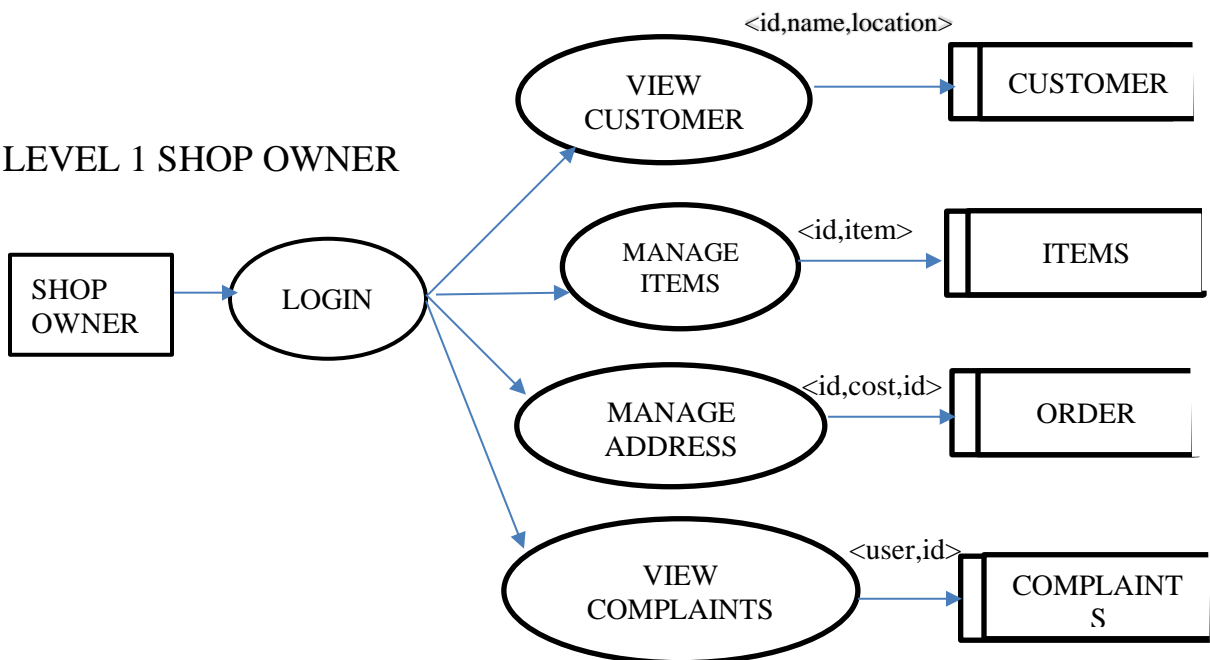 <id,name,location>
VIEW
CUSTOMER
CUSTOMER
LEVEL 1 SHOP OWNER
<id,item>
MANAGE
ITEMS
ITEMS
SHOP
OWNER
LOGIN
<id,cost,id>
MANAGE
ADDRESS
ORDER
<user,id>
VIEW
COMPLAINTS
COMPLAINT
S